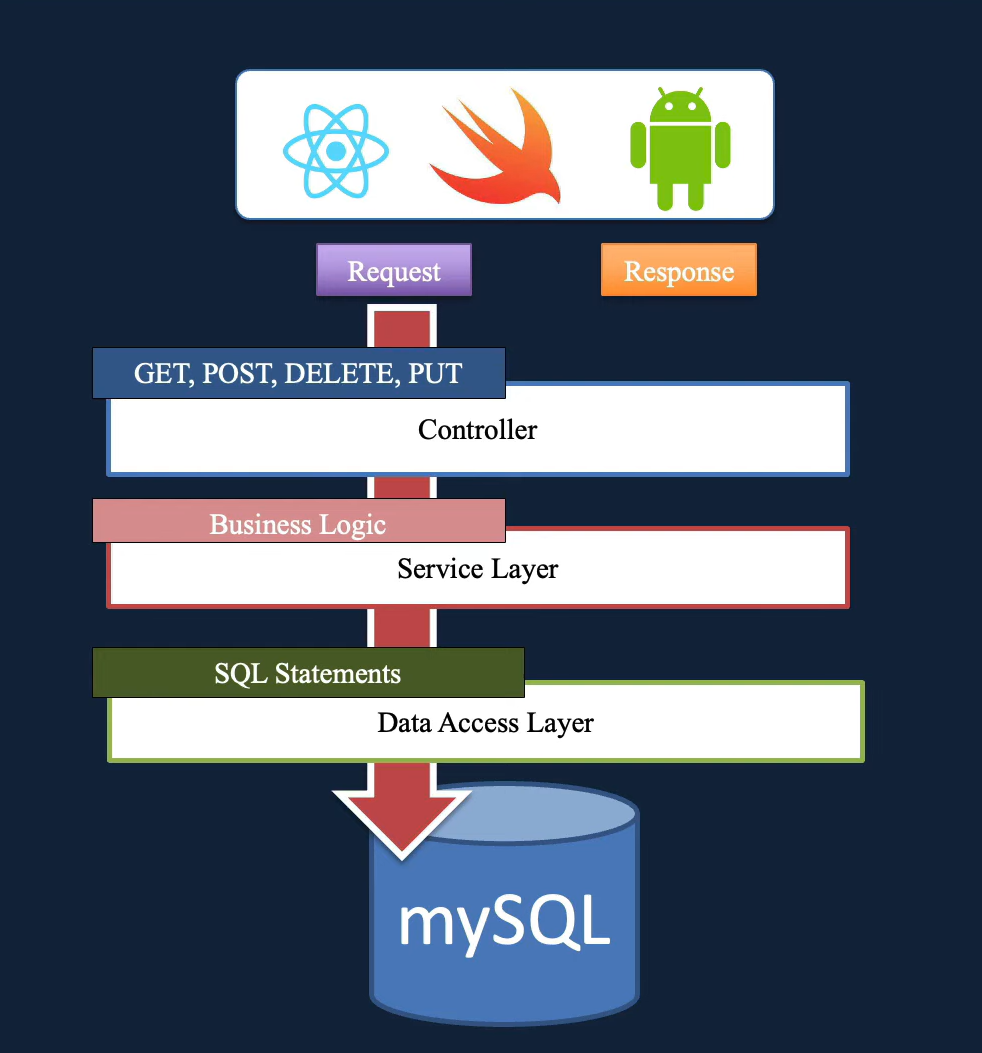 Request
Response
GET, POST, DELETE, PUT
Controller
Business Logic
Service Layer
SQL Statements
Data Access Layer
mySQL